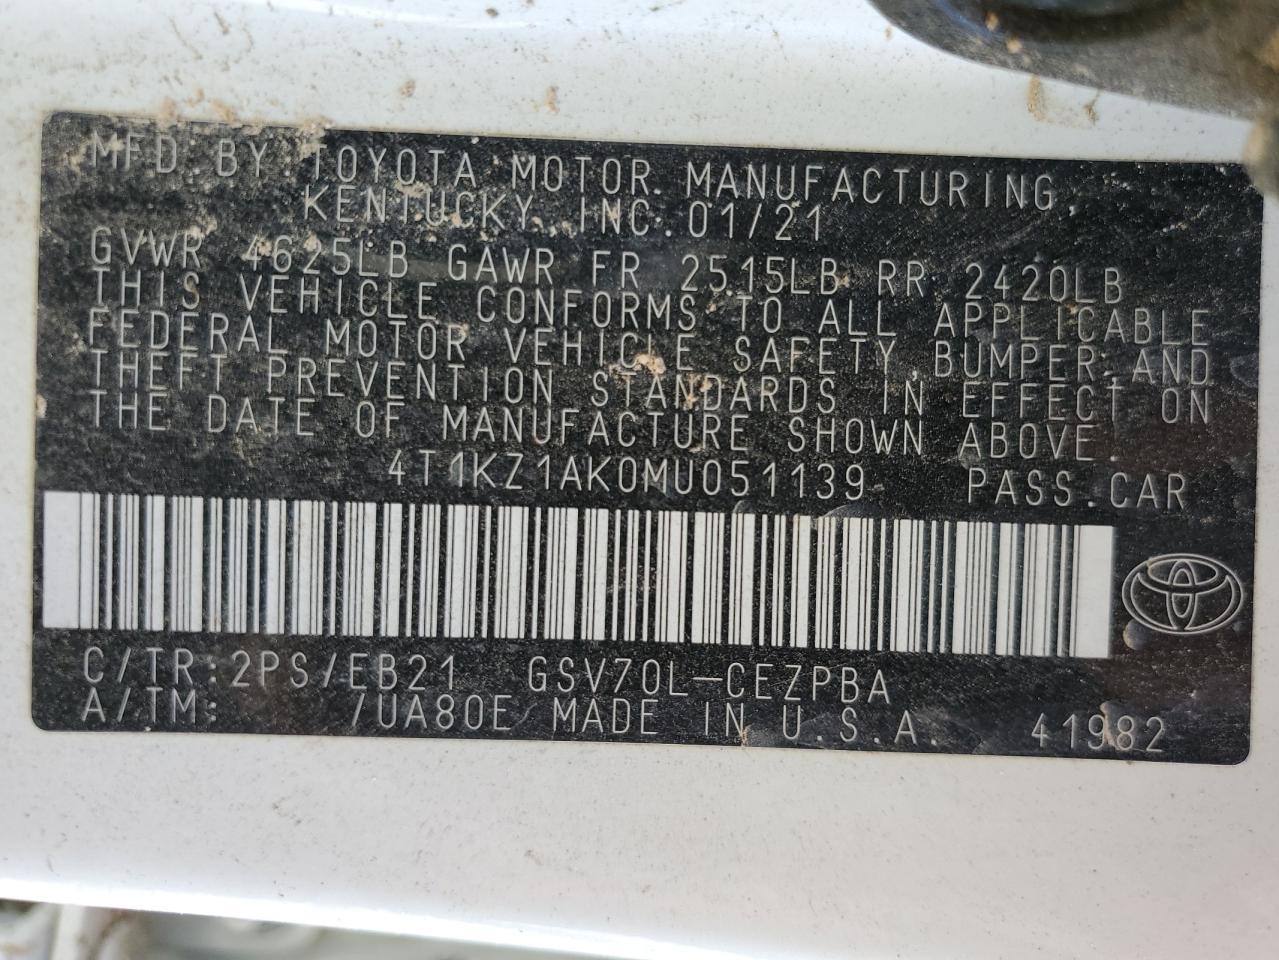 MFD. BY: TOYOTA MOTOR MANUFACTURING,
KENTUCKY, INC. 01/21
GVWR 4625LB GAWR FR 2515LB RR 2420LB
THIS VEHICLE CONFORMS TO ALL APPLICABLE
FEDERAL MOTOR VEHICLE SAFETY, BUMPER, AND
THEFT PREVENTION STANDARDS IN EFFECT ON
THE DATE OF MANUFACTURE SHOWN ABOVE.
4T1KZ1AK0MU051139 PASS.CAR
C/TR:2PS/EB21 GSV70L-CEZPBA
A/TM: /UA80E MADE IN U.S.A. 41982